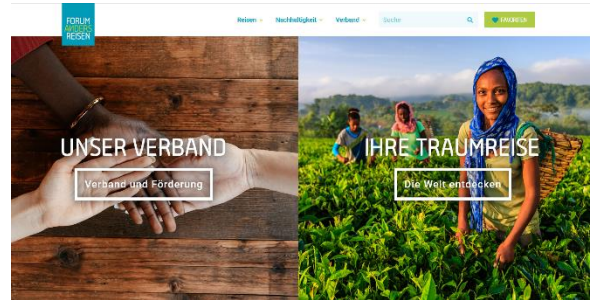 FORUM
ANDERS
REISEN
Reisen
Nachhaltigkeit
Verband
Suche
FAVORITEN
UNSER VERBAND
Verband und Förderung
IHRE TRAUMREISE
Die Welt entdecken